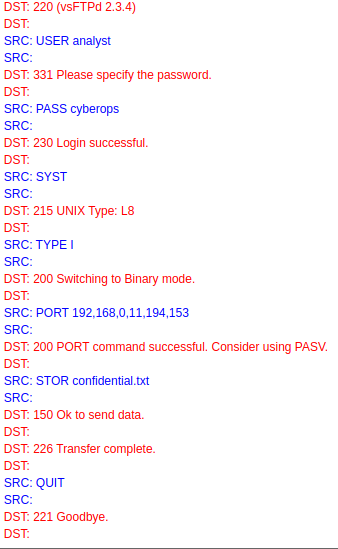 DST: 220 (vsFTPd 2.3.4)
DST:
SRC: USER analyst
SRC:
DST: 331 Please specify the password.
DST:
SRC: PASS cyberops
SRC:
DST: 230 Login successful.
DST:
SRC: SYST
SRC:
DST: 215 UNIX Type: L8
DST:
SRC: TYPE I
SRC:
DST: 200 Switching to Binary mode.
DST:
SRC: PORT 192,168,0,11,194,153
SRC:
DST: 200 PORT command successful. Consider using PASV.
DST:
SRC: STOR confidential.txt
SRC:
DST: 150 Ok to send data.
DST:
DST: 226 Transfer complete.
DST:
SRC: QUIT
SRC:
DST: 221 Goodbye.
DST: